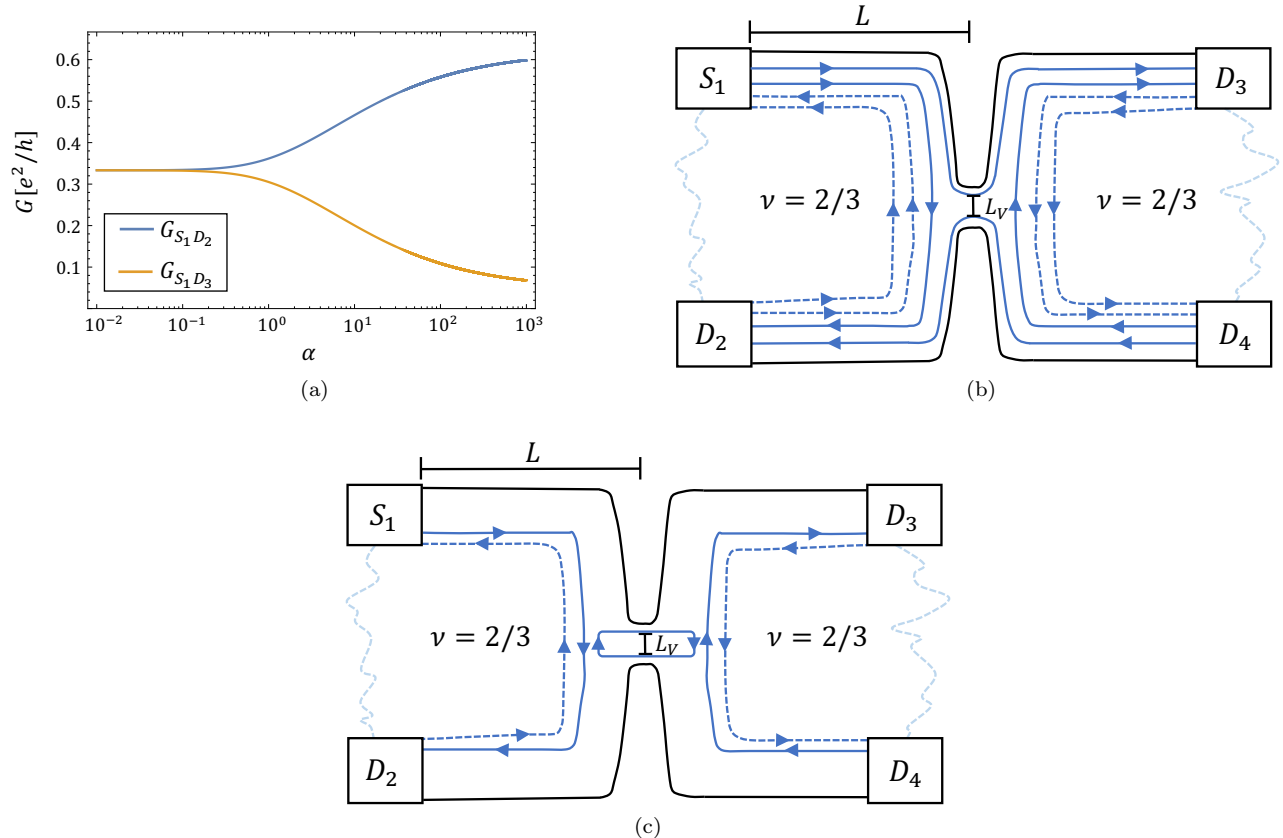 G [e²/h]
0.6
0.5
0.4
0.3
0.2
0.1
G_{S₁D₂}
G_{S₁D₃}
10⁻² 10⁻¹ 10⁰ 10¹ 10² 10³
α
(a)
L
S₁ D₃
ν = 2/3 L_V ν = 2/3
D₂ D₄
(b)
L
S₁ D₃
ν = 2/3 L_V ν = 2/3
D₂ D₄
(c)